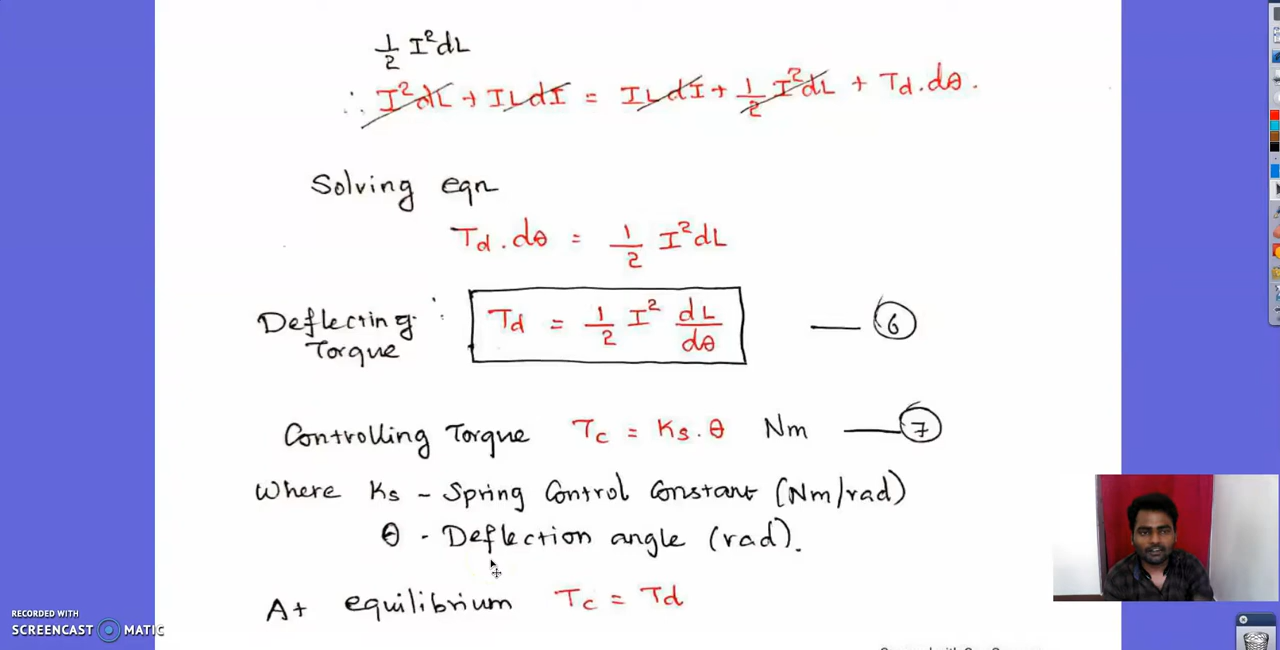 1/2 I²dL
∴ I²dL + ILdI = ILdI + 1/2 I²dL + Td.dθ.
Solving eqn
Td.dθ = 1/2 I²dL
Deflecting Torque : Td = 1/2 I² dL/dθ — 6
Controlling Torque Tc = Ks.θ Nm — 7
Where Ks - Spring Control Constant (Nm/rad)
θ - Deflection angle (rad).
At equilibrium Tc = Td
RECORDED WITH
SCREENCAST MATIC